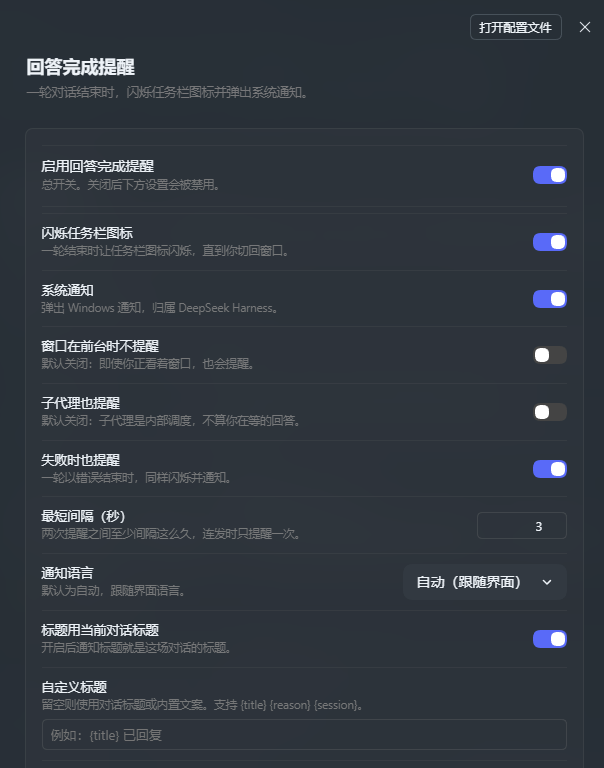 打开配置文件
回答完成提醒
一轮对话结束时，闪烁任务栏图标并弹出系统通知。
启用回答完成提醒
总开关。关闭后下方设置会被禁用。
闪烁任务栏图标
一轮结束时让任务栏图标闪烁，直到你切回窗口。
系统通知
弹出 Windows 通知，归属 DeepSeek Harness。
窗口在前台时不提醒
默认关闭：即使你正看着窗口，也会提醒。
子代理也提醒
默认关闭：子代理是内部调度，不算你在等的回答。
失败时也提醒
一轮以错误结束时，同样闪烁并通知。
最短间隔（秒）
两次提醒之间至少间隔这么久，连发时只提醒一次。
3
通知语言
默认为自动，跟随界面语言。
自动（跟随界面）
标题用当前对话标题
开启后通知标题就是这场对话的标题。
自定义标题
留空则使用对话标题或内置文案。支持 {title} {reason} {session}。
例如：{title} 已回复